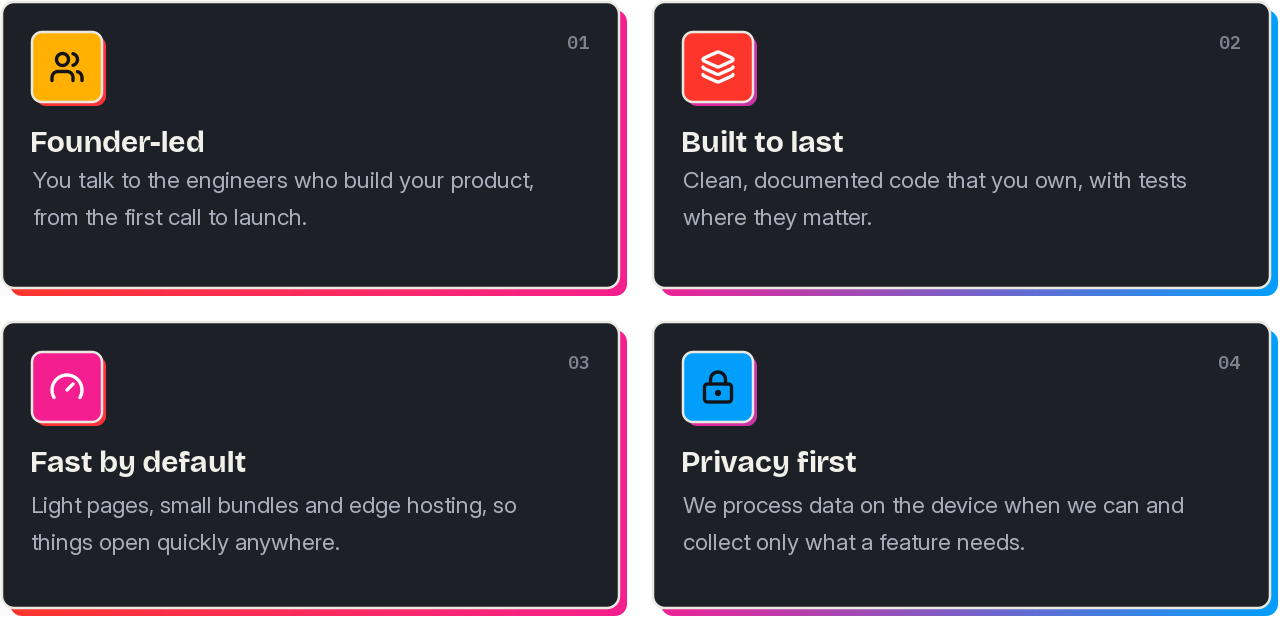 01
Founder-led
You talk to the engineers who build your product,
from the first call to launch.
02
Built to last
Clean, documented code that you own, with tests
where they matter.
03
Fast by default
Light pages, small bundles and edge hosting, so
things open quickly anywhere.
04
Privacy first
We process data on the device when we can and
collect only what a feature needs.